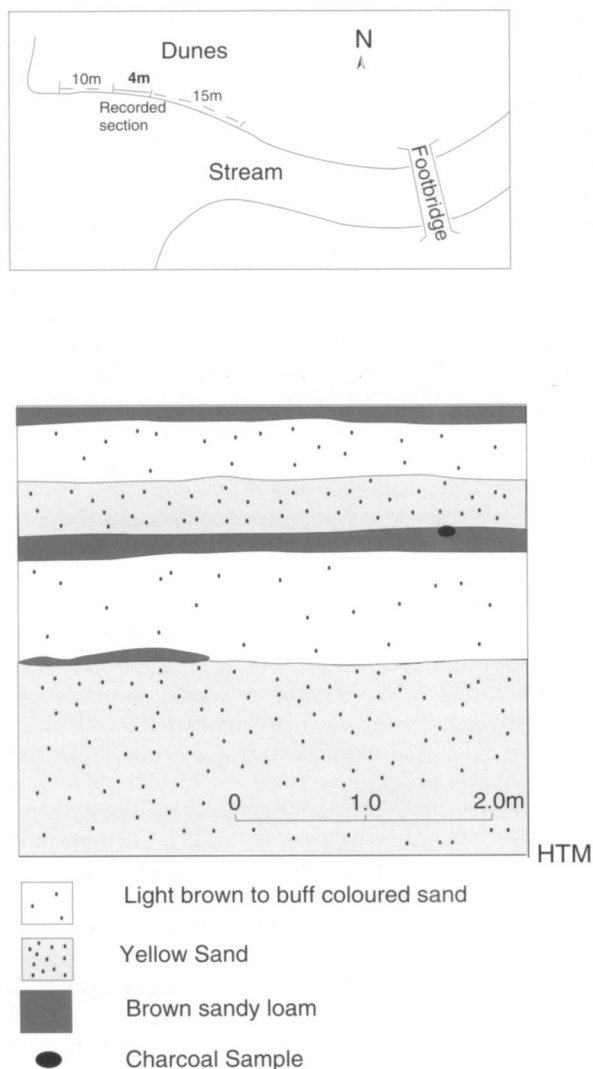 N
Dunes
10m
4m
15m
Recorded
section
Stream
Footbridge
0 1.0 2.0m
HTM
Light brown to buff coloured sand
Yellow Sand
Brown sandy loam
Charcoal Sample